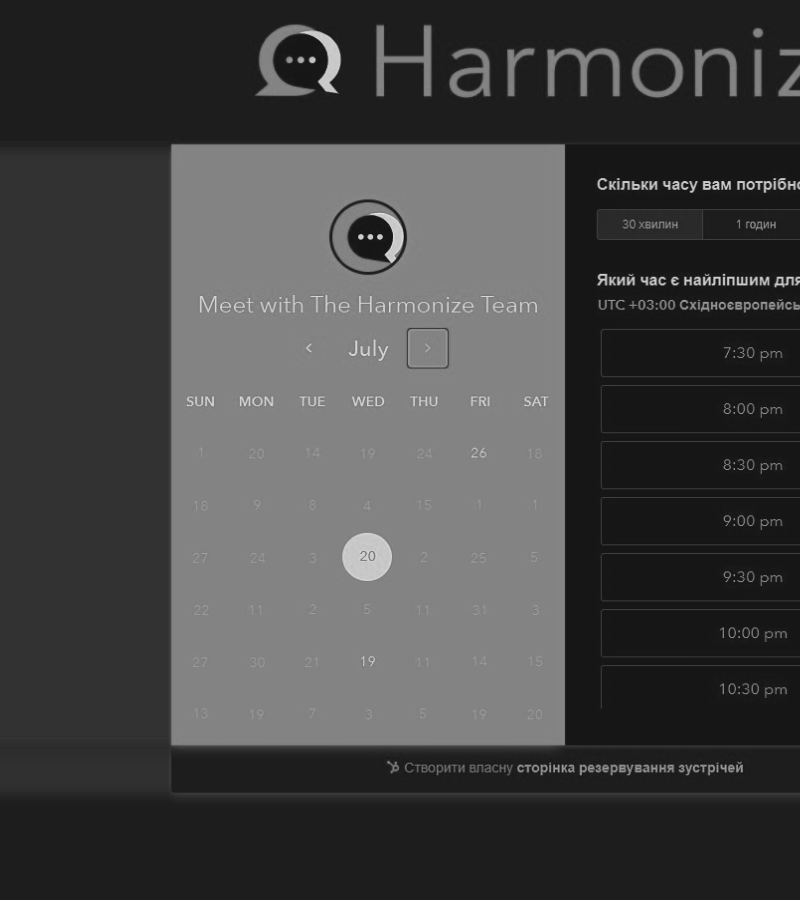 Harmoniz
Meet with The Harmonize Team
July
SUN MON TUE WED THU FRI SAT
1 20 14 19 24 26 18
18 9 8 4 15 1 1
27 24 3 20 2 25 5
22 11 2 5 11 31 3
27 30 21 19 11 14 15
13 19 7 3 5 19 20
Скільки часу вам потрібно
30 хвилин 1 годин
Який час є найліпшим для
UTC +03:00 Східноєвропейсь
7:30 pm
8:00 pm
8:30 pm
9:00 pm
9:30 pm
10:00 pm
10:30 pm
Створити власну сторінка резервування зустрічей